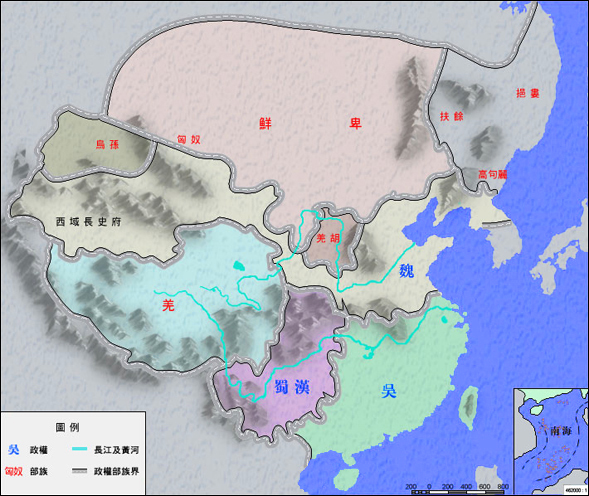 鮮 卑
挹 婁
扶 餘
烏 孫
匈 奴
高句麗
西 域 長 史 府
羌 胡
魏
羌
蜀 漢
吳
圖 例
吳 政權 長江及黃河
匈奴 部族 政權部族界
南海
200 0 200 400 600 800
462000 : 1